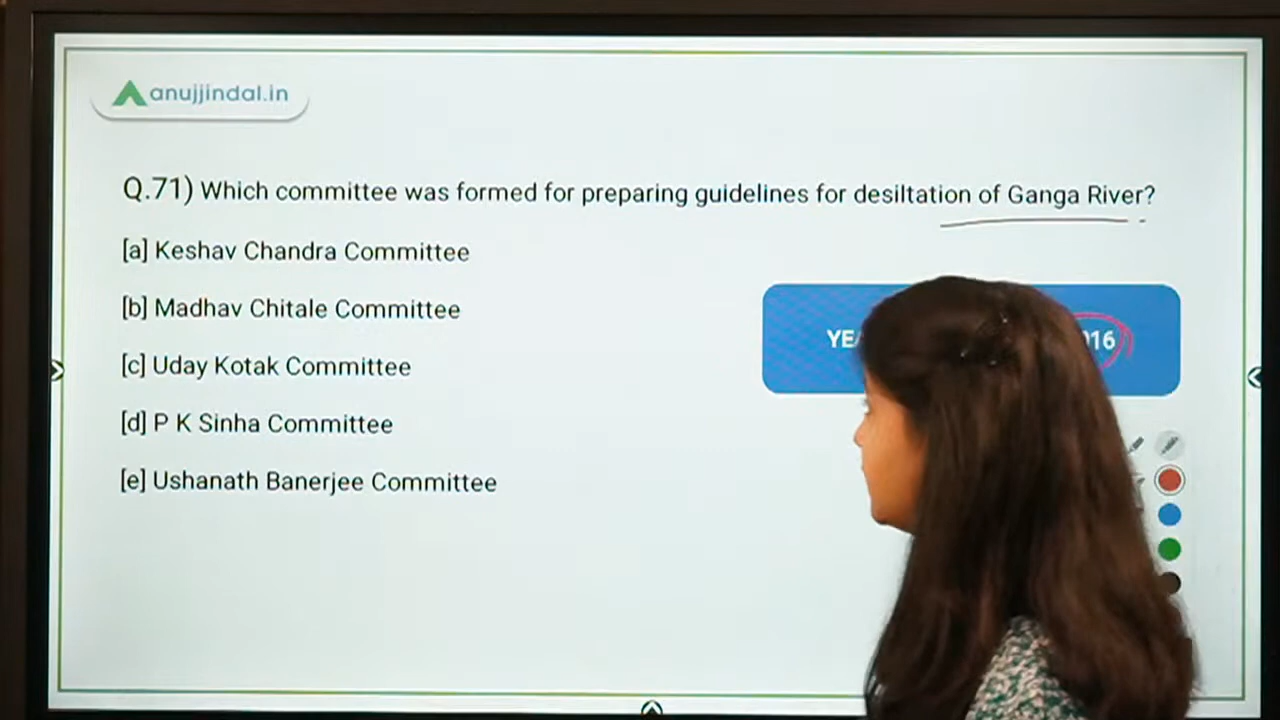 anujjindal.in
Q.71) Which committee was formed for preparing guidelines for desiltation of Ganga River?
[a] Keshav Chandra Committee
[b] Madhav Chitale Committee
[c] Uday Kotak Committee
[d] P K Sinha Committee
[e] Ushanath Banerjee Committee